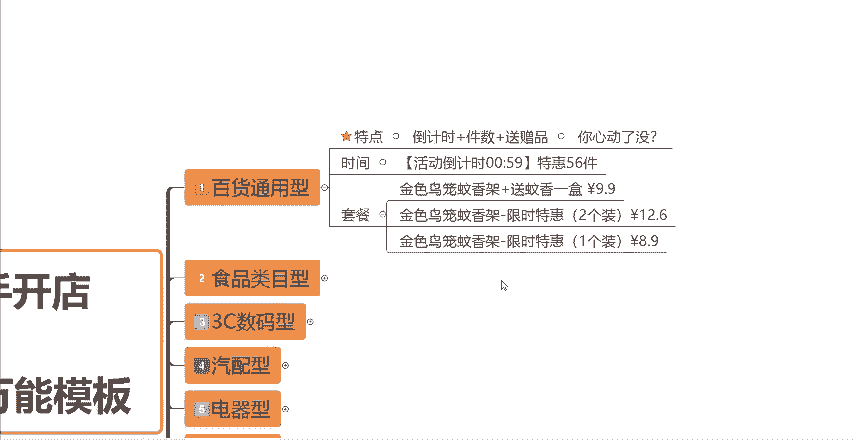 特点 倒计时+件数+送赠品 你心动了没?
时间 【活动倒计时00:59】特惠56件
1 百货通用型
金色鸟笼蚊香架+送蚊香一盒 ¥9.9
套餐 金色鸟笼蚊香架-限时特惠（2个装）¥12.6
金色鸟笼蚊香架-限时特惠（1个装）¥8.9
2 食品类目型
手开店
3 3C数码型
4 汽配型
万能模板
5 电器型